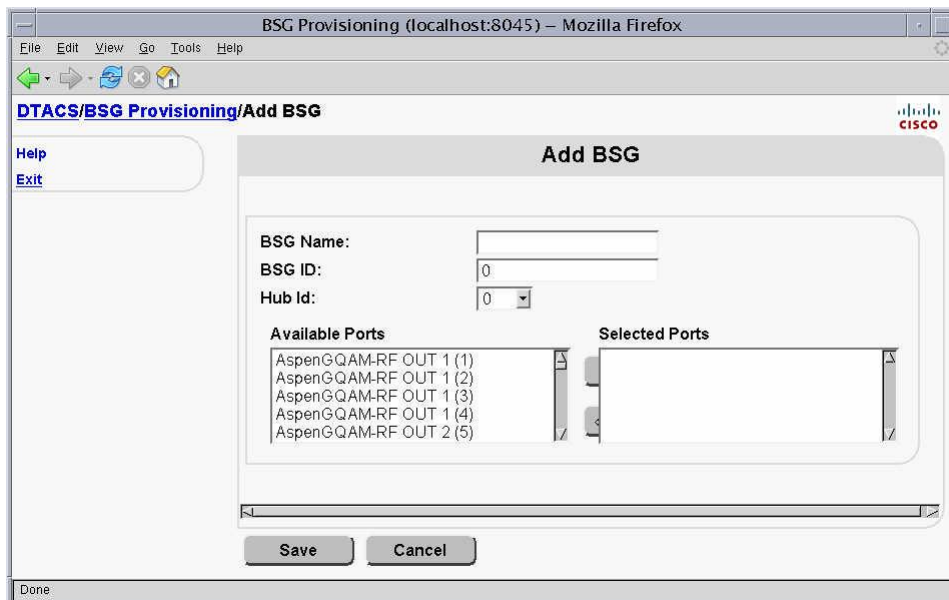 BSG Provisioning (localhost:8045) – Mozilla Firefox
File Edit View Go Tools Help
DTACS/BSG Provisioning/Add BSG
CISCO
Help
Exit
Add BSG
BSG Name:
BSG ID: 0
Hub Id: 0
Available Ports Selected Ports
AspenGQAM-RF OUT 1 (1)
AspenGQAM-RF OUT 1 (2)
AspenGQAM-RF OUT 1 (3)
AspenGQAM-RF OUT 1 (4)
AspenGQAM-RF OUT 2 (5)
Save Cancel
Done